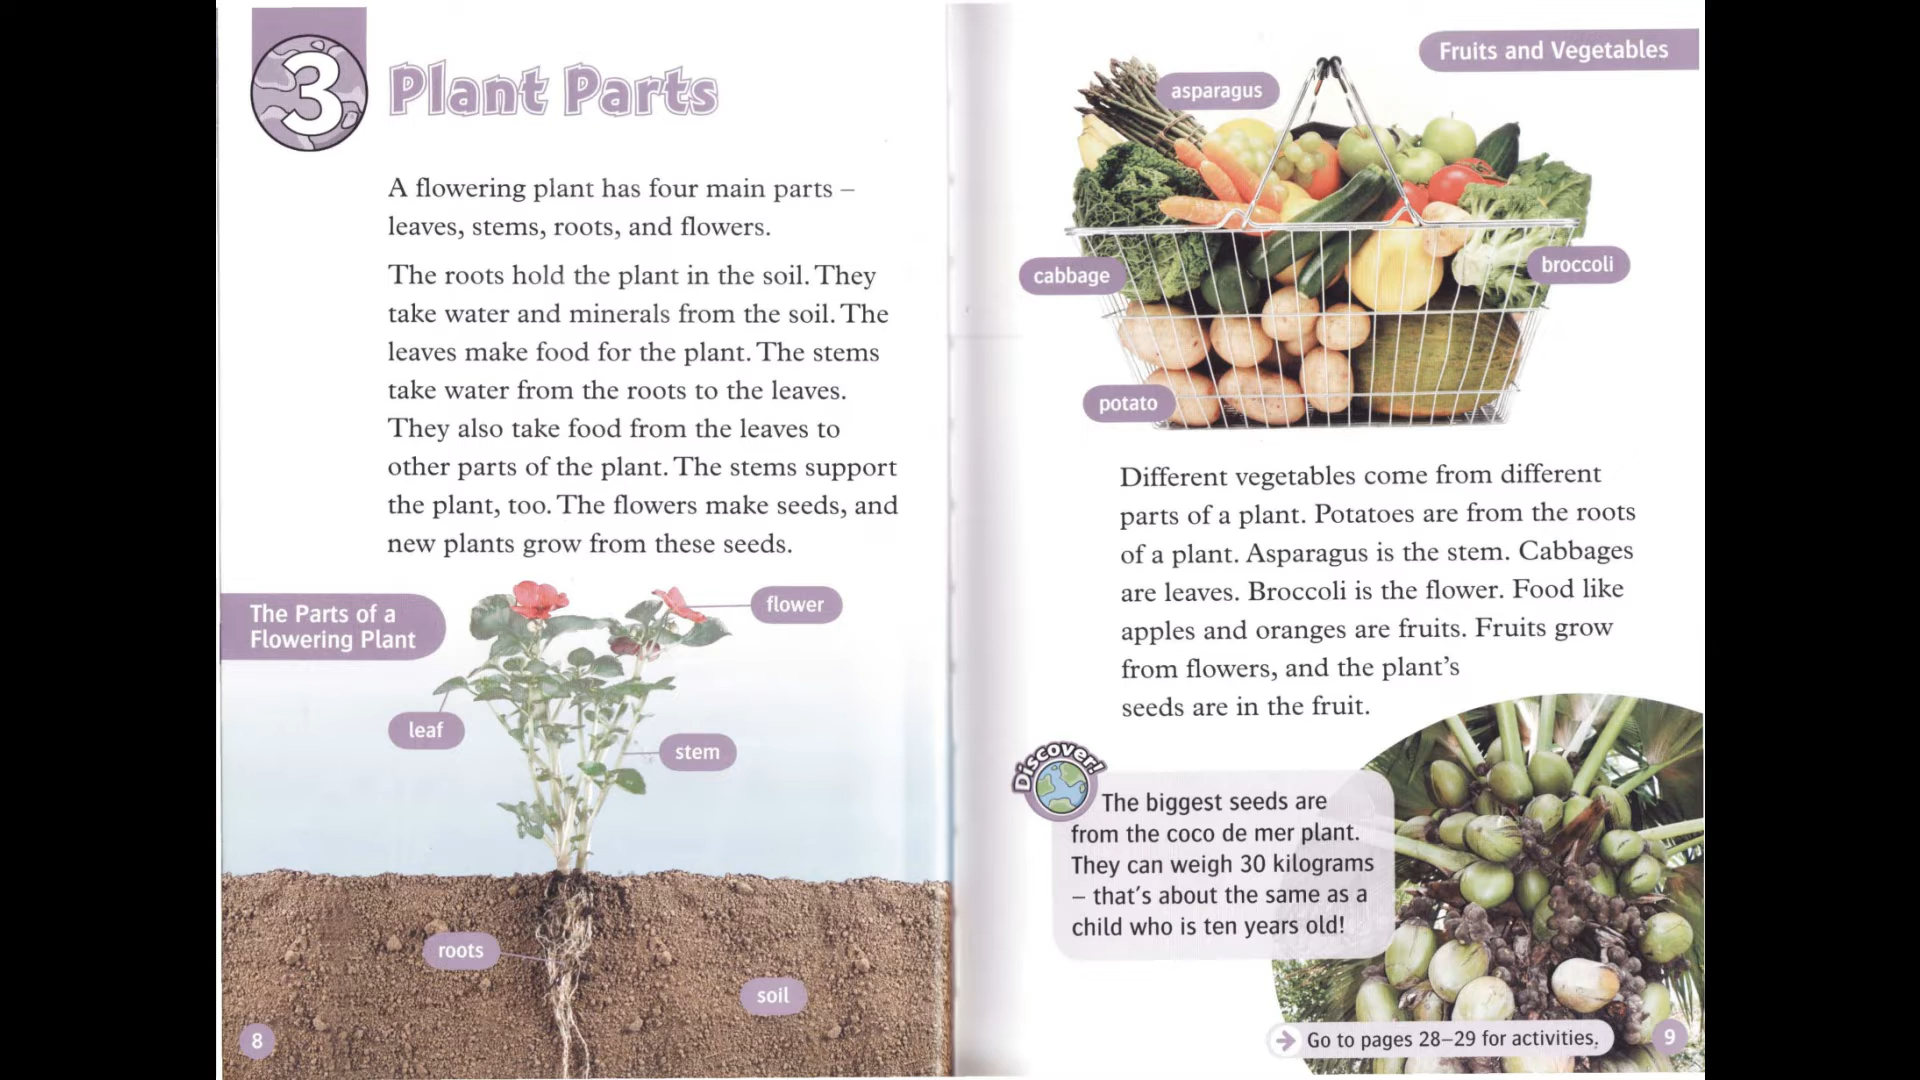 3
Plant Parts
A flowering plant has four main parts –
leaves, stems, roots, and flowers.
The roots hold the plant in the soil. They
take water and minerals from the soil. The
leaves make food for the plant. The stems
take water from the roots to the leaves.
They also take food from the leaves to
other parts of the plant. The stems support
the plant, too. The flowers make seeds, and
new plants grow from these seeds.
The Parts of a
Flowering Plant
flower
leaf
stem
roots
soil
8
Fruits and Vegetables
asparagus
cabbage
broccoli
potato
Different vegetables come from different
parts of a plant. Potatoes are from the roots
of a plant. Asparagus is the stem. Cabbages
are leaves. Broccoli is the flower. Food like
apples and oranges are fruits. Fruits grow
from flowers, and the plant's
seeds are in the fruit.
Discover!
The biggest seeds are
from the coco de mer plant.
They can weigh 30 kilograms
– that's about the same as a
child who is ten years old!
Go to pages 28–29 for activities.
9